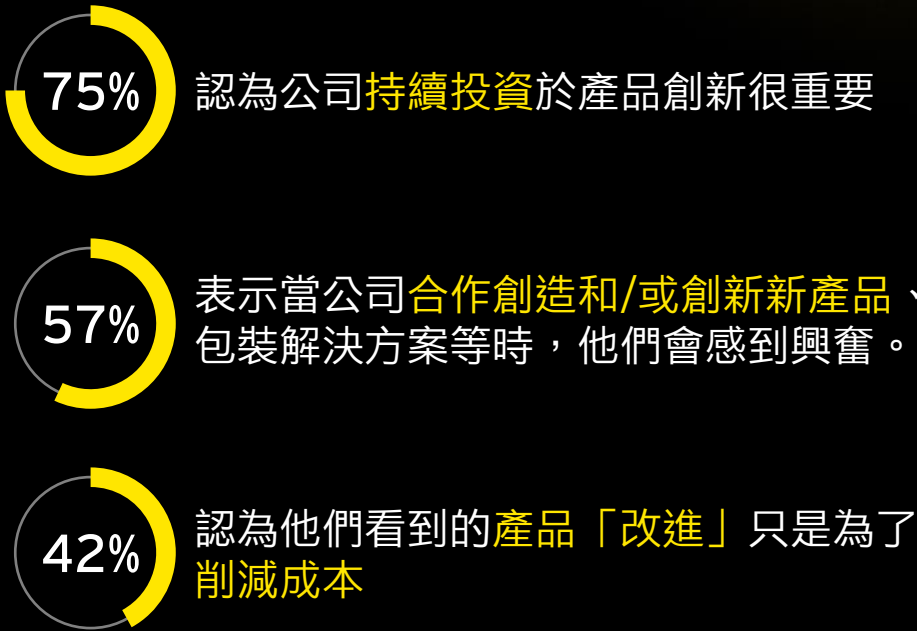 75%
認為公司持續投資於產品創新很重要
57%
表示當公司合作創造和/或創新新產品、
包裝解決方案等時，他們會感到興奮。
42%
認為他們看到的產品「改進」只是為了
削減成本